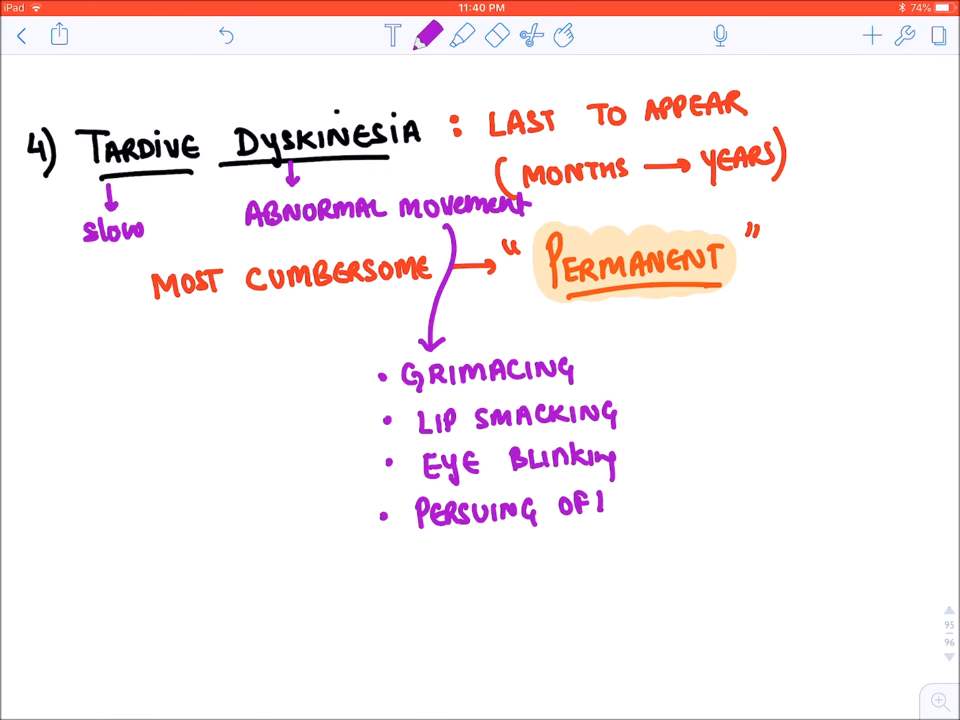 iPad 11:40 PM 74%
T
4) TARDIVE DYSKINESIA : LAST TO APPEAR
(MONTHS → YEARS)
slow ABNORMAL MOVEMENT
MOST CUMBERSOME → “ PERMANENT ”
• GRIMACING
• LIP SMACKING
• EYE BLINKING
• PERSUING OF
95
96